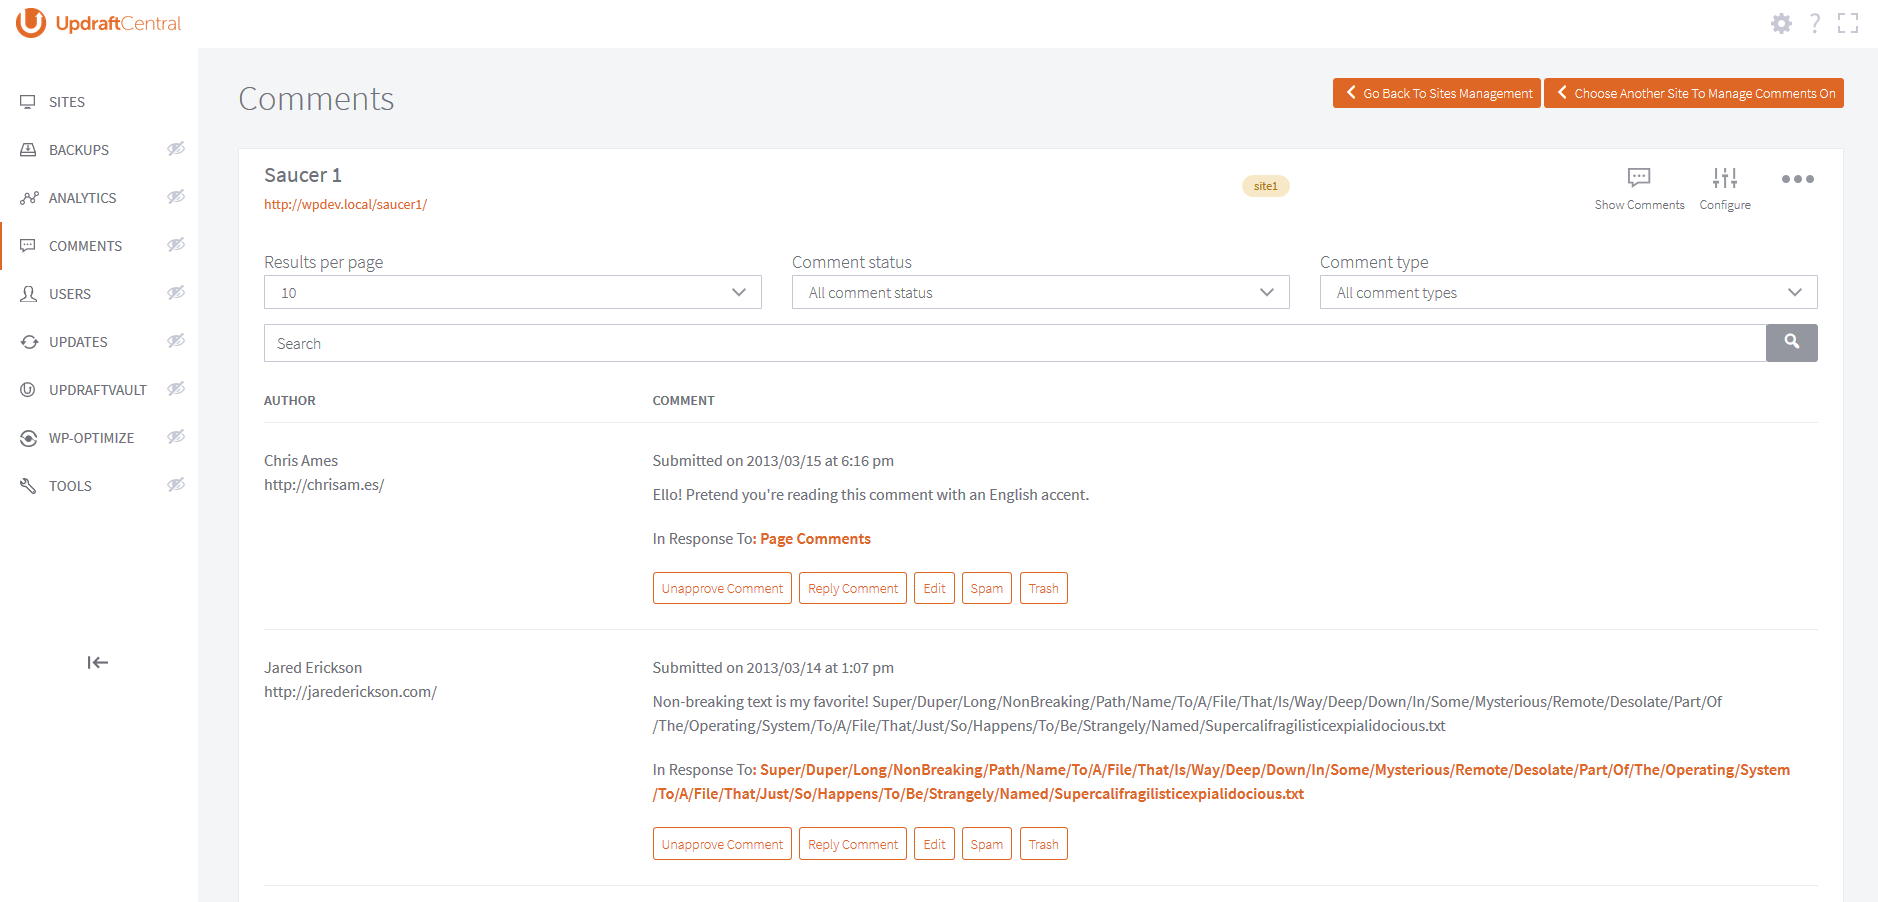 UpdraftCentral
?
SITES
BACKUPS
ANALYTICS
COMMENTS
USERS
UPDATES
UPDRAFTVAULT
WP-OPTIMIZE
TOOLS
Comments
Go Back To Sites Management
Choose Another Site To Manage Comments On
Saucer 1
http://wpdev.local/saucer1/
site1
Show Comments
Configure
Results per page
10
Comment status
All comment status
Comment type
All comment types
Search
AUTHOR
COMMENT
Chris Ames
http://chrisam.es/
Submitted on 2013/03/15 at 6:16 pm
Ello! Pretend you're reading this comment with an English accent.
In Response To: Page Comments
Unapprove Comment
Reply Comment
Edit
Spam
Trash
Jared Erickson
http://jarederickson.com/
Submitted on 2013/03/14 at 1:07 pm
Non-breaking text is my favorite! Super/Duper/Long/NonBreaking/Path/Name/To/A/File/That/Is/Way/Deep/Down/In/Some/Mysterious/Remote/Desolate/Part/Of
/The/Operating/System/To/A/File/That/Just/So/Happens/To/Be/Strangely/Named/Supercalifragilisticexpialidocious.txt
In Response To: Super/Duper/Long/NonBreaking/Path/Name/To/A/File/That/Is/Way/Deep/Down/In/Some/Mysterious/Remote/Desolate/Part/Of/The/Operating/System
/To/A/File/That/Just/So/Happens/To/Be/Strangely/Named/Supercalifragilisticexpialidocious.txt
Unapprove Comment
Reply Comment
Edit
Spam
Trash